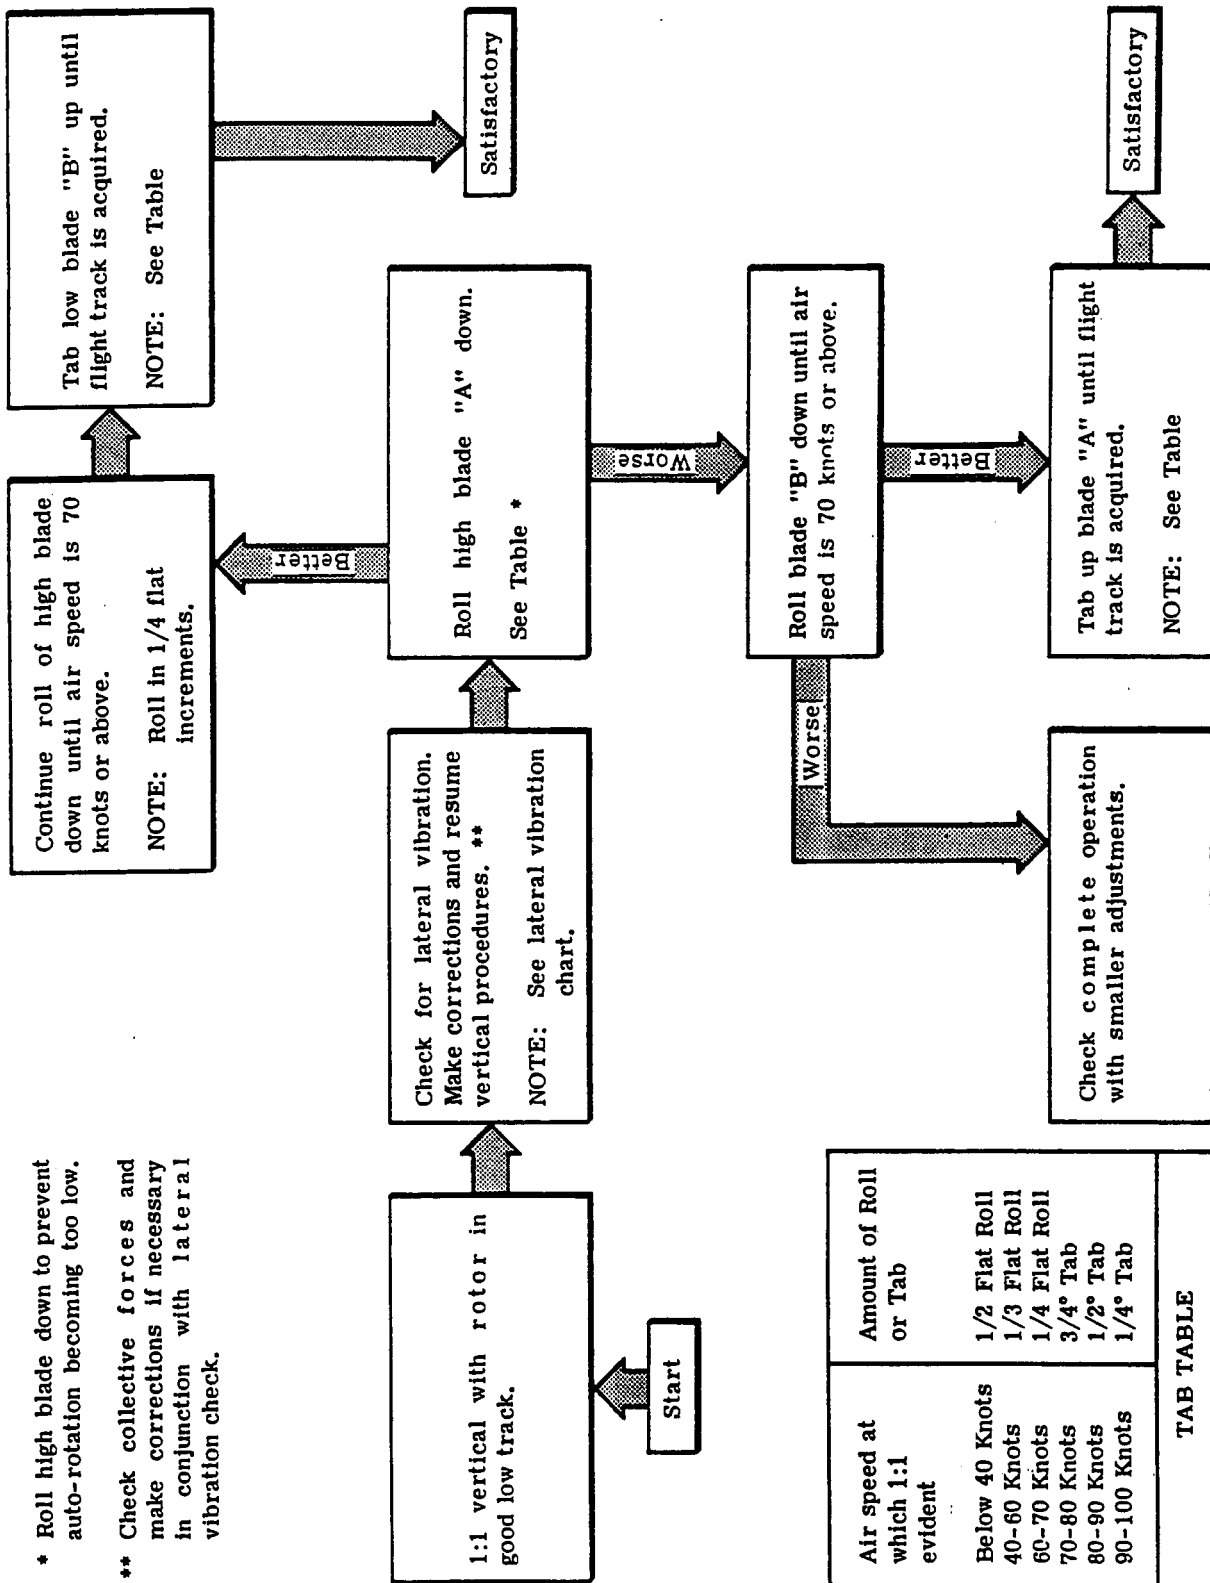 * Roll high blade down to prevent
auto-rotation becoming too low.
** Check collective forces and
make corrections if necessary
in conjunction with lateral
vibration check.
Start
1:1 vertical with rotor in
good low track.
Check for lateral vibration.
Make corrections and resume
vertical procedures. **
NOTE: See lateral vibration
chart.
Roll high blade "A" down.
See Table *
Better
Continue roll of high blade
down until air speed is 70
knots or above.
NOTE: Roll in 1/4 flat
increments.
Tab low blade "B" up until
flight track is acquired.
NOTE: See Table
Satisfactory
Worse
Roll blade "B" down until air
speed is 70 knots or above.
Better
Tab up blade "A" until flight
track is acquired.
NOTE: See Table
Satisfactory
Worse
Check complete operation
with smaller adjustments.
Air speed at
which 1:1
evident
Amount of Roll
or Tab
Below 40 Knots 1/2 Flat Roll
40-60 Knots 1/3 Flat Roll
60-70 Knots 1/4 Flat Roll
70-80 Knots 3/4° Tab
80-90 Knots 1/2° Tab
90-100 Knots 1/4° Tab
TAB TABLE